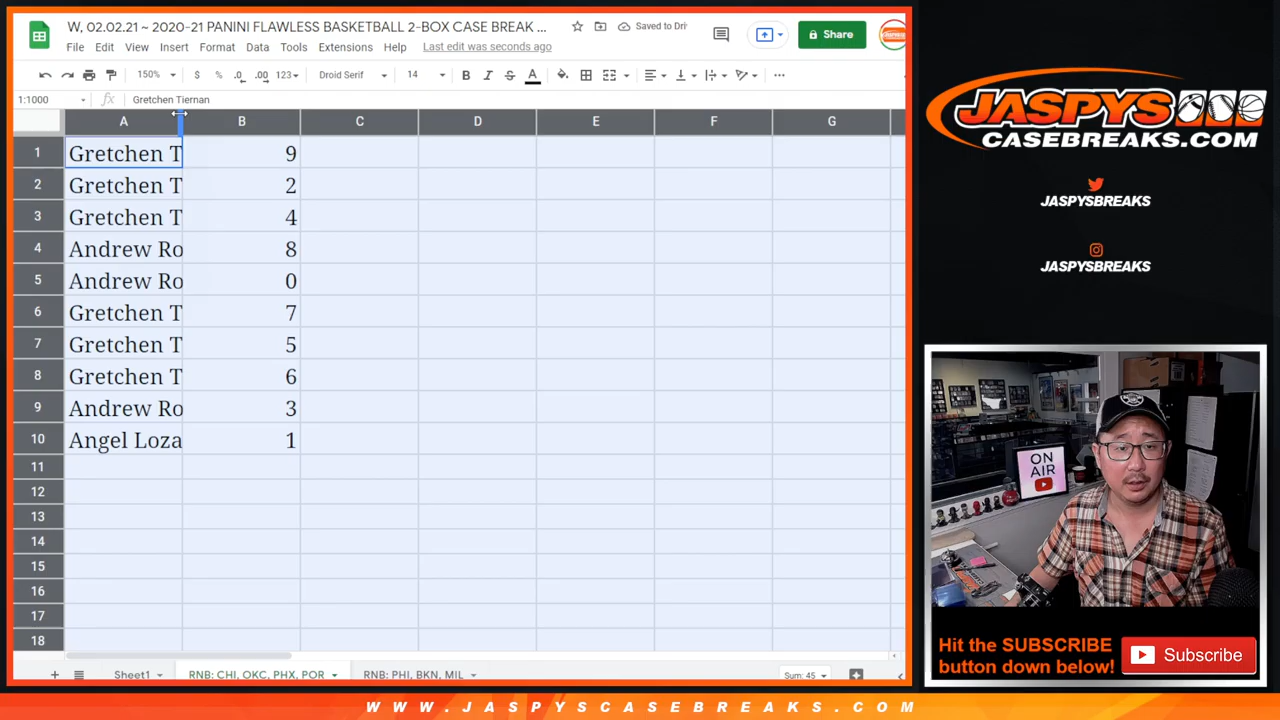 W, 02.02.21 ~ 2020-21 PANINI FLAWLESS BASKETBALL 2-BOX CASE BREAK ...
Saved to Dri
File Edit View Insert Format Data Tools Extensions Help Last edit was seconds ago
Share
150% $ % .0 .00 123 Droid Serif 14 B I S A
1:1000 fx Gretchen Tiernan
A B C D E F G
1 Gretchen T 9
2 Gretchen T 2
3 Gretchen T 4
4 Andrew Ro 8
5 Andrew Ro 0
6 Gretchen T 7
7 Gretchen T 5
8 Gretchen T 6
9 Andrew Ro 3
10 Angel Loza 1
11
12
13
14
15
16
17
18
Sheet1 RNB: CHI, OKC, PHX, POR RNB: PHI, BKN, MIL Sum: 45
JASPYS
CASEBREAKS.COM
JASPYSBREAKS
JASPYSBREAKS
ON
AIR
Hit the SUBSCRIBE
button down below!
Subscribe
WWW.JASPYSCASEBREAKS.COM